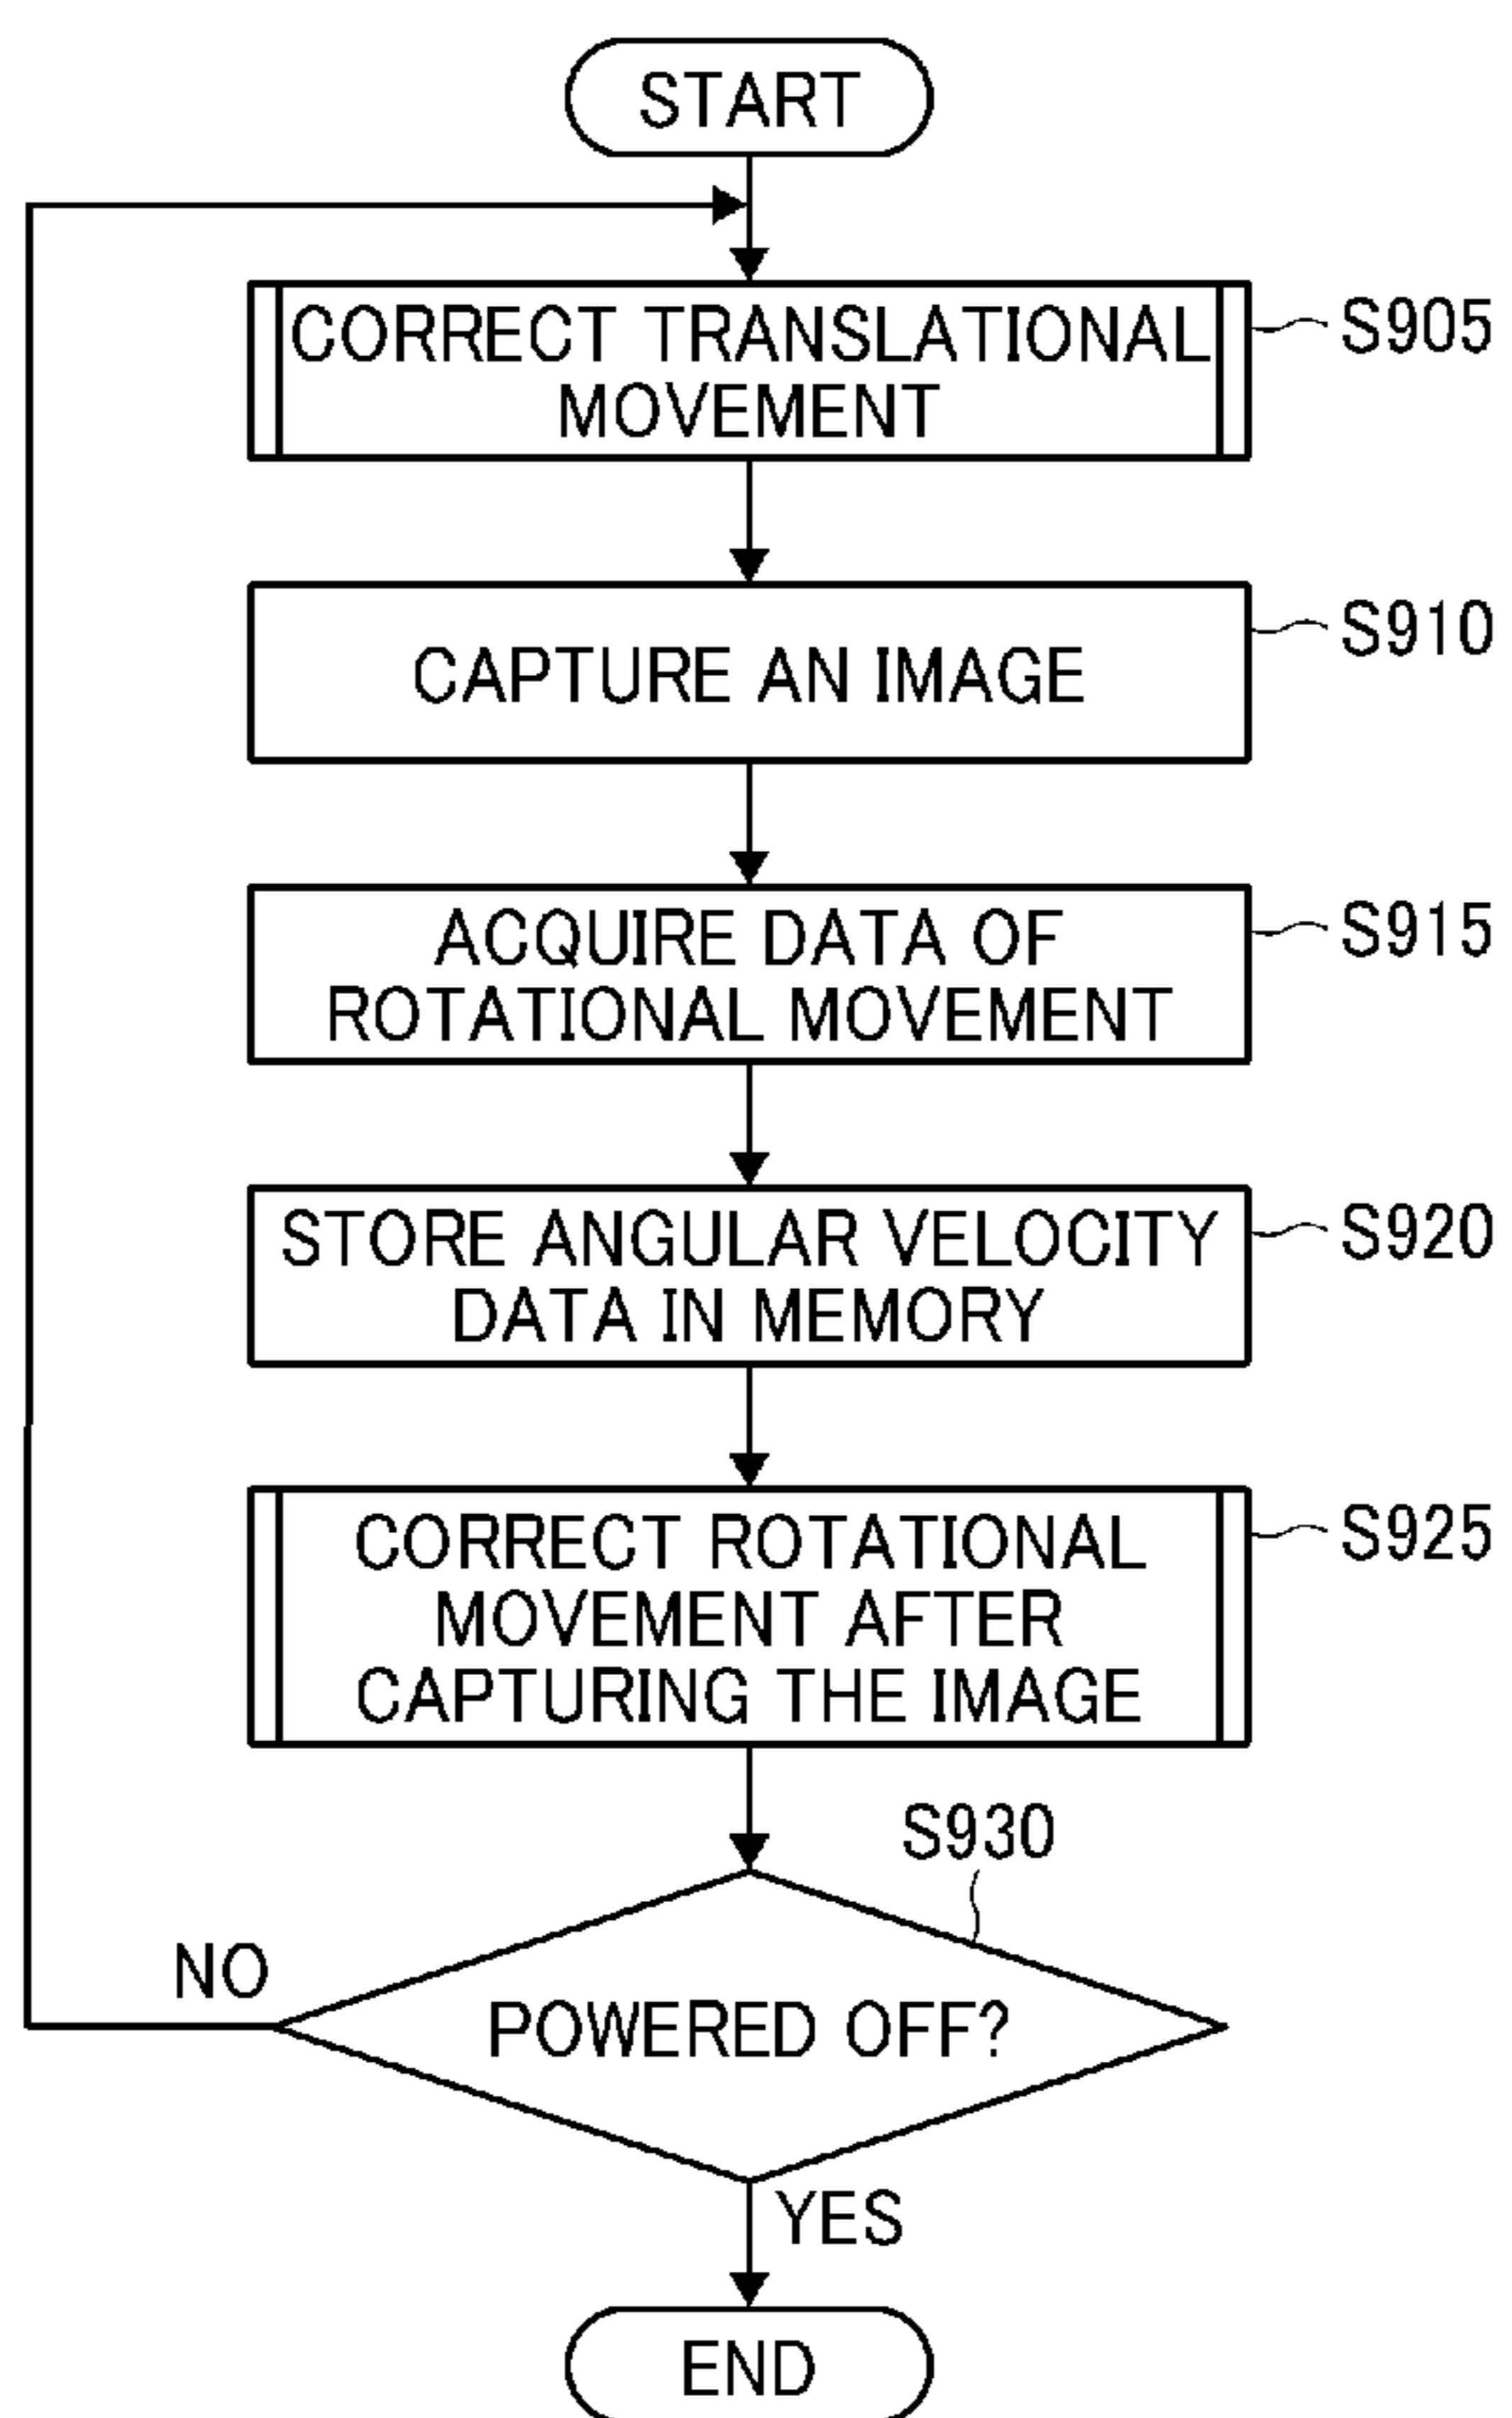 START
CORRECT TRANSLATIONAL
MOVEMENT
S905
CAPTURE AN IMAGE
S910
ACQUIRE DATA OF
ROTATIONAL MOVEMENT
S915
STORE ANGULAR VELOCITY
DATA IN MEMORY
S920
CORRECT ROTATIONAL
MOVEMENT AFTER
CAPTURING THE IMAGE
S925
S930
POWERED OFF?
NO
YES
END